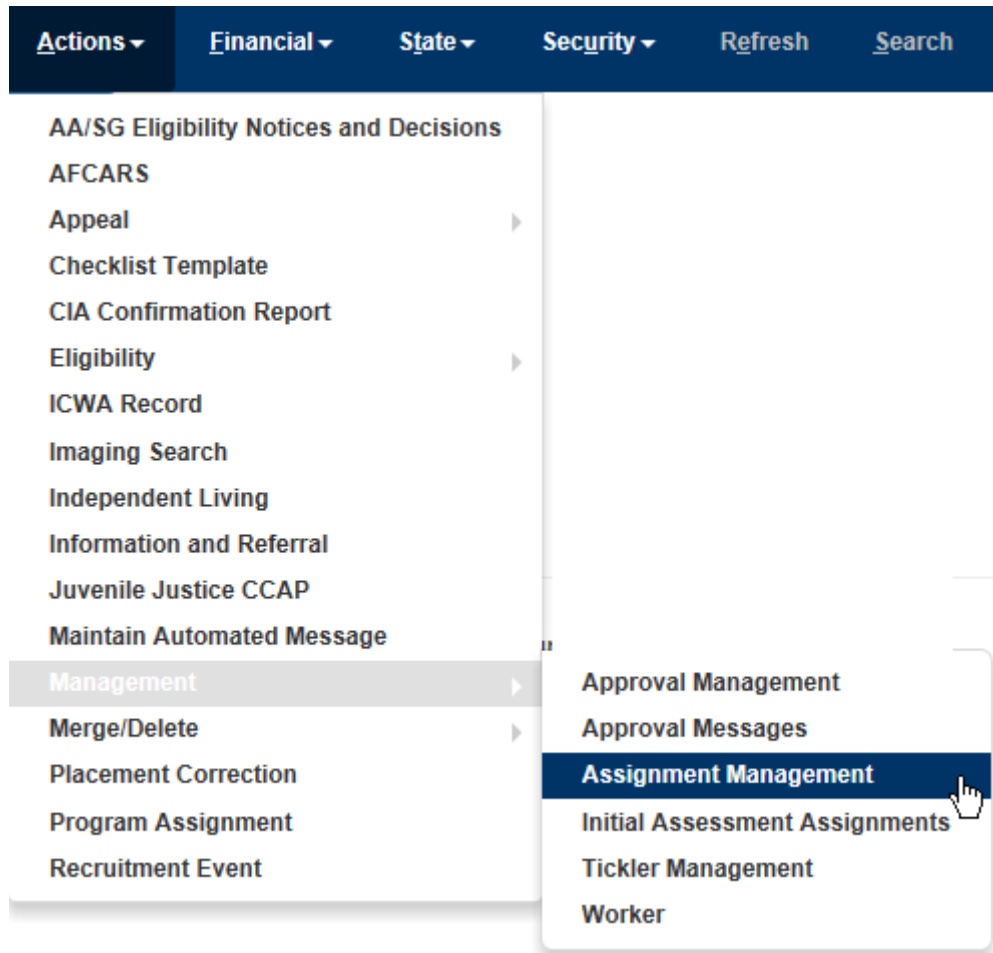 Actions Financial State Security Refresh Search
AA/SG Eligibility Notices and Decisions
AFCARS
Appeal
Checklist Template
CIA Confirmation Report
Eligibility
ICWA Record
Imaging Search
Independent Living
Information and Referral
Juvenile Justice CCAP
Maintain Automated Message
Management
Merge/Delete
Placement Correction
Program Assignment
Recruitment Event
Approval Management
Approval Messages
Assignment Management
Initial Assessment Assignments
Tickler Management
Worker